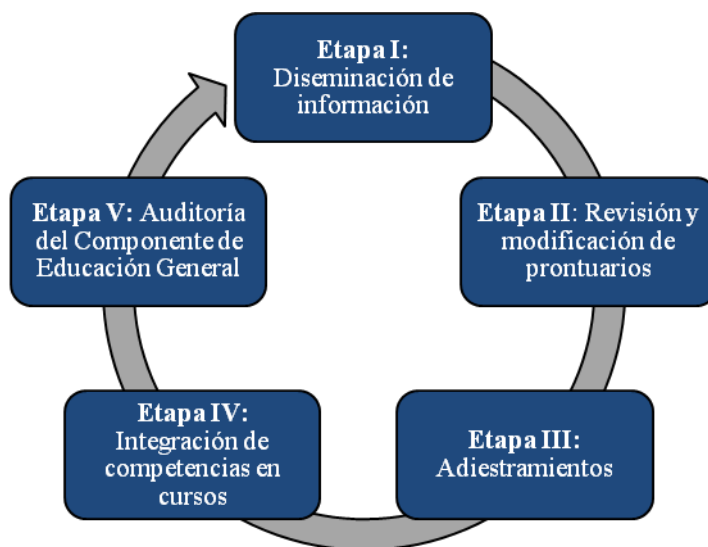 Etapa I:
Diseminación de
información
Etapa II: Revisión y
modificación de
prontuarios
Etapa III:
Adiestramientos
Etapa IV:
Integración de
competencias en
cursos
Etapa V: Auditoría
del Componente de
Educación General